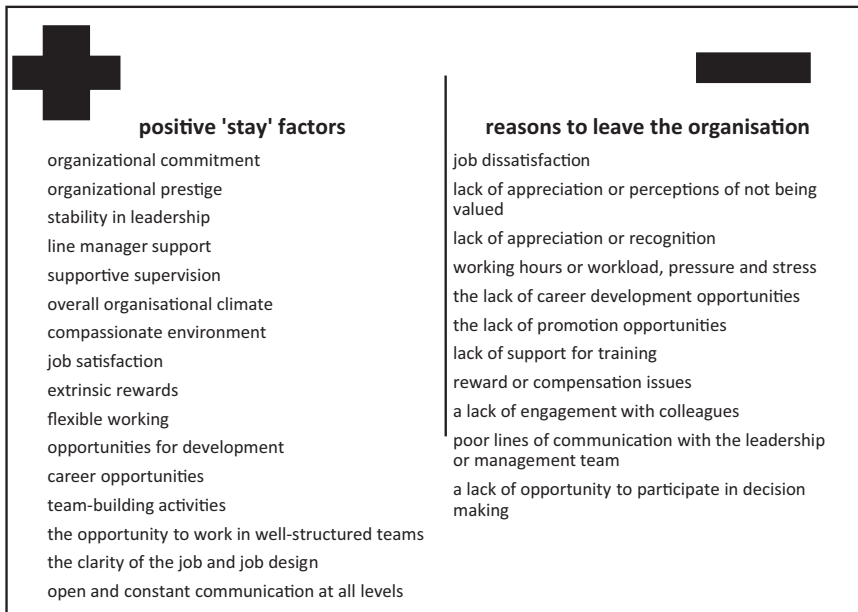 positive 'stay' factors
organizational commitment
organizational prestige
stability in leadership
line manager support
supportive supervision
overall organisational climate
compassionate environment
job satisfaction
extrinsic rewards
flexible working
opportunities for development
career opportunities
team-building activities
the opportunity to work in well-structured teams
the clarity of the job and job design
open and constant communication at all levels
reasons to leave the organisation
job dissatisfaction
lack of appreciation or perceptions of not being
valued
lack of appreciation or recognition
working hours or workload, pressure and stress
the lack of career development opportunities
the lack of promotion opportunities
lack of support for training
reward or compensation issues
a lack of engagement with colleagues
poor lines of communication with the leadership
or management team
a lack of opportunity to participate in decision
making